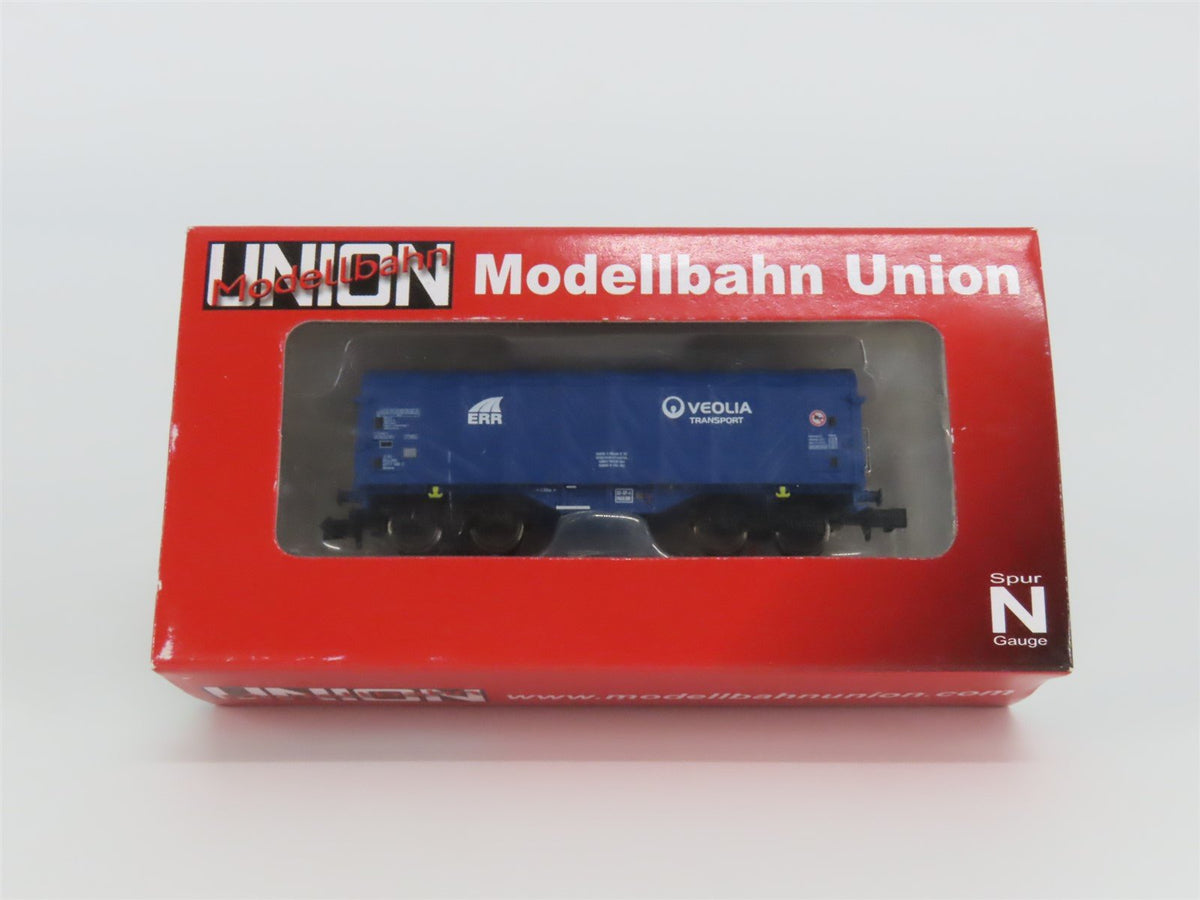 UNION
Modellbahn
Modellbahn Union
ERR
VEOLIA
TRANSPORT
Spur
N
Gauge
UNION
www.modellbahnunion.com